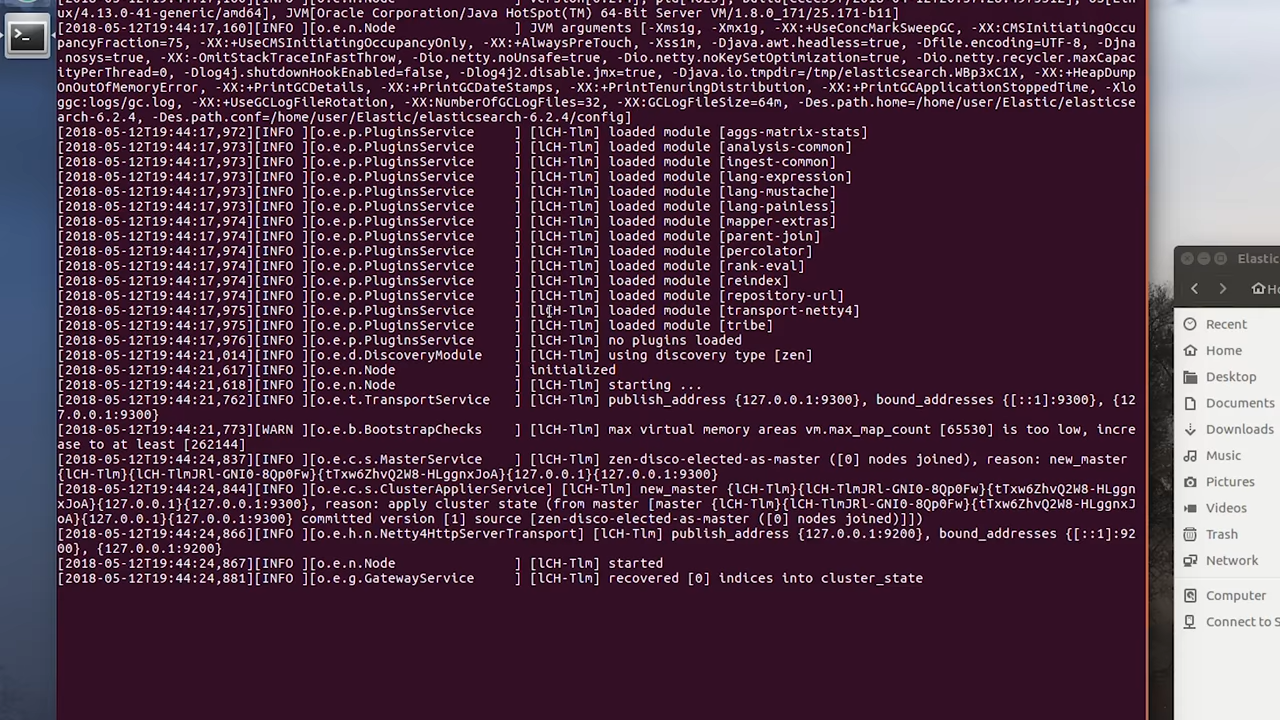 ux/4.13.0-41-generic/amd64], JVM[Oracle Corporation/Java HotSpot(TM) 64-Bit Server VM/1.8.0_171/25.171-b11]
[2018-05-12T19:44:17,160][INFO ][o.e.n.Node               ] JVM arguments [-Xms1g, -Xmx1g, -XX:+UseConcMarkSweepGC, -XX:CMSInitiatingOccu
pancyFraction=75, -XX:+UseCMSInitiatingOccupancyOnly, -XX:+AlwaysPreTouch, -Xss1m, -Djava.awt.headless=true, -Dfile.encoding=UTF-8, -Djna
.nosys=true, -XX:-OmitStackTraceInFastThrow, -Dio.netty.noUnsafe=true, -Dio.netty.noKeySetOptimization=true, -Dio.netty.recycler.maxCapac
ityPerThread=0, -Dlog4j.shutdownHookEnabled=false, -Dlog4j2.disable.jmx=true, -Djava.io.tmpdir=/tmp/elasticsearch.WBp3xC1X, -XX:+HeapDump
OnOutOfMemoryError, -XX:+PrintGCDetails, -XX:+PrintGCDateStamps, -XX:+PrintTenuringDistribution, -XX:+PrintGCApplicationStoppedTime, -Xlo
ggc:logs/gc.log, -XX:+UseGCLogFileRotation, -XX:NumberOfGCLogFiles=32, -XX:GCLogFileSize=64m, -Des.path.home=/home/user/Elastic/elasticse
arch-6.2.4, -Des.path.conf=/home/user/Elastic/elasticsearch-6.2.4/config]
[2018-05-12T19:44:17,972][INFO ][o.e.p.PluginsService     ] [lCH-Tlm] loaded module [aggs-matrix-stats]
[2018-05-12T19:44:17,973][INFO ][o.e.p.PluginsService     ] [lCH-Tlm] loaded module [analysis-common]
[2018-05-12T19:44:17,973][INFO ][o.e.p.PluginsService     ] [lCH-Tlm] loaded module [ingest-common]
[2018-05-12T19:44:17,973][INFO ][o.e.p.PluginsService     ] [lCH-Tlm] loaded module [lang-expression]
[2018-05-12T19:44:17,973][INFO ][o.e.p.PluginsService     ] [lCH-Tlm] loaded module [lang-mustache]
[2018-05-12T19:44:17,973][INFO ][o.e.p.PluginsService     ] [lCH-Tlm] loaded module [lang-painless]
[2018-05-12T19:44:17,974][INFO ][o.e.p.PluginsService     ] [lCH-Tlm] loaded module [mapper-extras]
[2018-05-12T19:44:17,974][INFO ][o.e.p.PluginsService     ] [lCH-Tlm] loaded module [parent-join]
[2018-05-12T19:44:17,974][INFO ][o.e.p.PluginsService     ] [lCH-Tlm] loaded module [percolator]
[2018-05-12T19:44:17,974][INFO ][o.e.p.PluginsService     ] [lCH-Tlm] loaded module [rank-eval]
[2018-05-12T19:44:17,974][INFO ][o.e.p.PluginsService     ] [lCH-Tlm] loaded module [reindex]
[2018-05-12T19:44:17,974][INFO ][o.e.p.PluginsService     ] [lCH-Tlm] loaded module [repository-url]
[2018-05-12T19:44:17,975][INFO ][o.e.p.PluginsService     ] [lCH-Tlm] loaded module [transport-netty4]
[2018-05-12T19:44:17,975][INFO ][o.e.p.PluginsService     ] [lCH-Tlm] loaded module [tribe]
[2018-05-12T19:44:17,976][INFO ][o.e.p.PluginsService     ] [lCH-Tlm] no plugins loaded
[2018-05-12T19:44:21,014][INFO ][o.e.d.DiscoveryModule    ] [lCH-Tlm] using discovery type [zen]
[2018-05-12T19:44:21,617][INFO ][o.e.n.Node               ] initialized
[2018-05-12T19:44:21,618][INFO ][o.e.n.Node               ] [lCH-Tlm] starting ...
[2018-05-12T19:44:21,762][INFO ][o.e.t.TransportService   ] [lCH-Tlm] publish_address {127.0.0.1:9300}, bound_addresses {[::1]:9300}, {12
7.0.0.1:9300}
[2018-05-12T19:44:21,773][WARN ][o.e.b.BootstrapChecks    ] [lCH-Tlm] max virtual memory areas vm.max_map_count [65530] is too low, incre
ase to at least [262144]
[2018-05-12T19:44:24,837][INFO ][o.e.c.s.MasterService    ] [lCH-Tlm] zen-disco-elected-as-master ([0] nodes joined), reason: new_master
{lCH-Tlm}{lCH-TlmJRl-GNI0-8Qp0Fw}{tTxw6ZhvQ2W8-HLggnxJoA}{127.0.0.1}{127.0.0.1:9300}
[2018-05-12T19:44:24,844][INFO ][o.e.c.s.ClusterApplierService] [lCH-Tlm] new_master {lCH-Tlm}{lCH-TlmJRl-GNI0-8Qp0Fw}{tTxw6ZhvQ2W8-HLggn
xJoA}{127.0.0.1}{127.0.0.1:9300}, reason: apply cluster state (from master [master {lCH-Tlm}{lCH-TlmJRl-GNI0-8Qp0Fw}{tTxw6ZhvQ2W8-HLggnxJ
oA}{127.0.0.1}{127.0.0.1:9300} committed version [1] source [zen-disco-elected-as-master ([0] nodes joined)]])
[2018-05-12T19:44:24,866][INFO ][o.e.h.n.Netty4HttpServerTransport] [lCH-Tlm] publish_address {127.0.0.1:9200}, bound_addresses {[::1]:92
00}, {127.0.0.1:9200}
[2018-05-12T19:44:24,867][INFO ][o.e.n.Node               ] [lCH-Tlm] started
[2018-05-12T19:44:24,881][INFO ][o.e.g.GatewayService     ] [lCH-Tlm] recovered [0] indices into cluster_state
Elastic
Ho
Recent
Home
Desktop
Documents
Downloads
Music
Pictures
Videos
Trash
Network
Computer
Connect to S